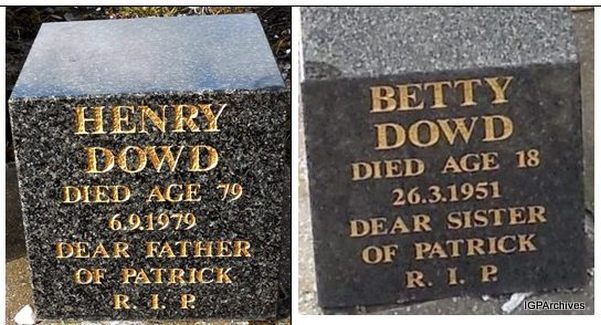 HENRY
DOWD
DIED AGE 79
6.9.1979
DEAR FATHER
OF PATRICK
R. I. P.
BETTY
DOWD
DIED AGE 18
26.3.1951
DEAR SISTER
OF PATRICK
R. I. P.
IGPArchives